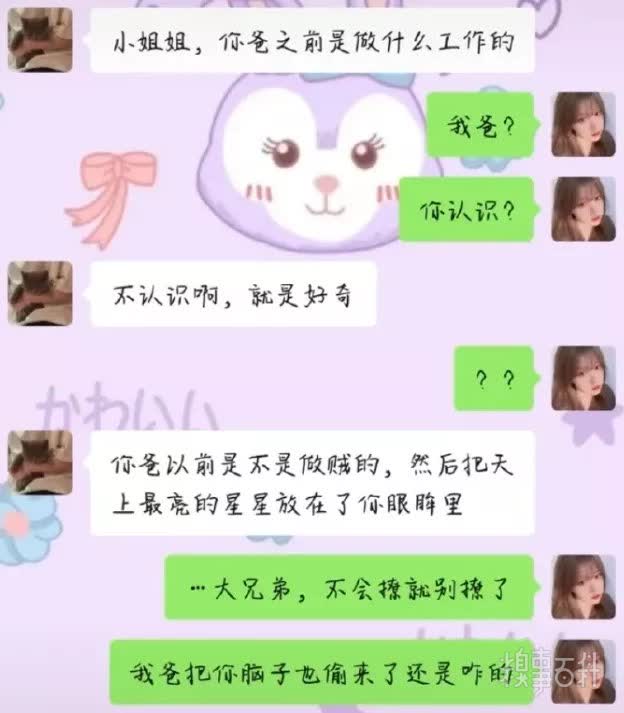 小姐姐，你爸之前是做什么工作的
我爸?
你认识?
不认识啊，就是好奇
? ?
かわいい
你爸以前是不是做贼的，然后把天
上最亮的星星放在了你眼眸里
…大兄弟，不会撩就别撩了
我爸把你脑子也偷来了还是咋的
糗事百科